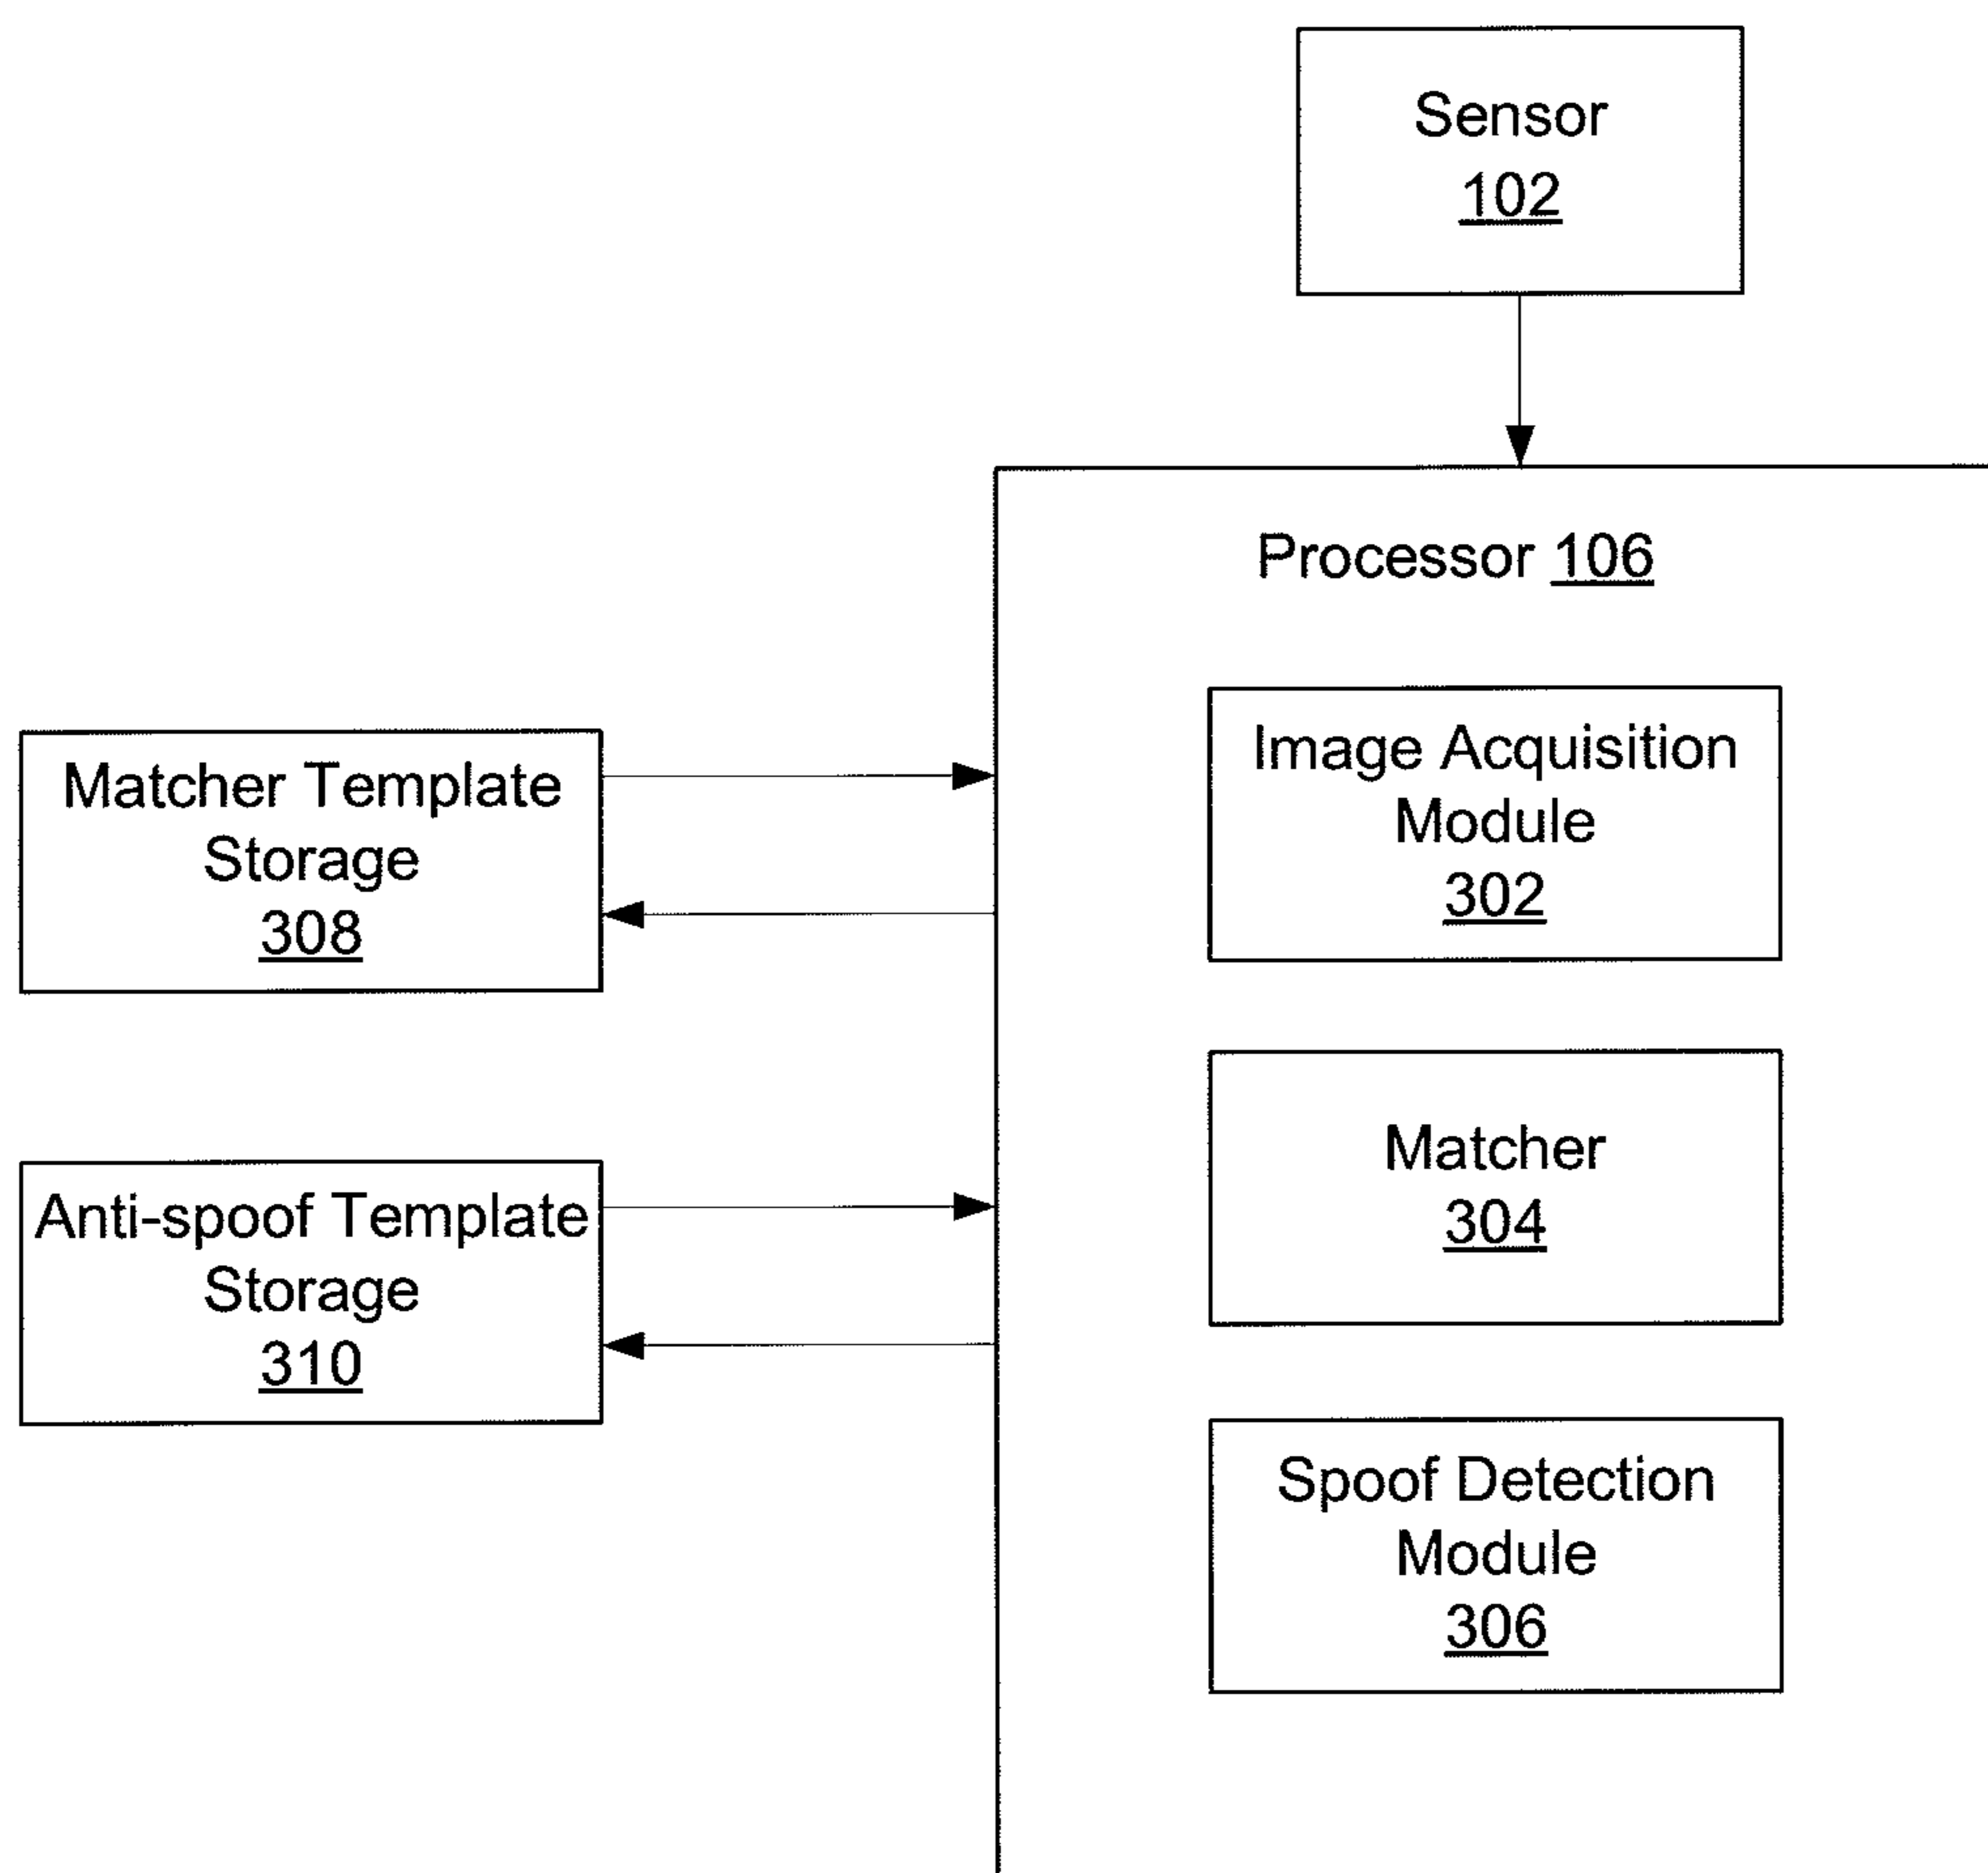 Sensor
102
Processor 106
Image Acquisition
Module
302
Matcher Template
Storage
308
Matcher
304
Anti-spoof Template
Storage
310
Spoof Detection
Module
306